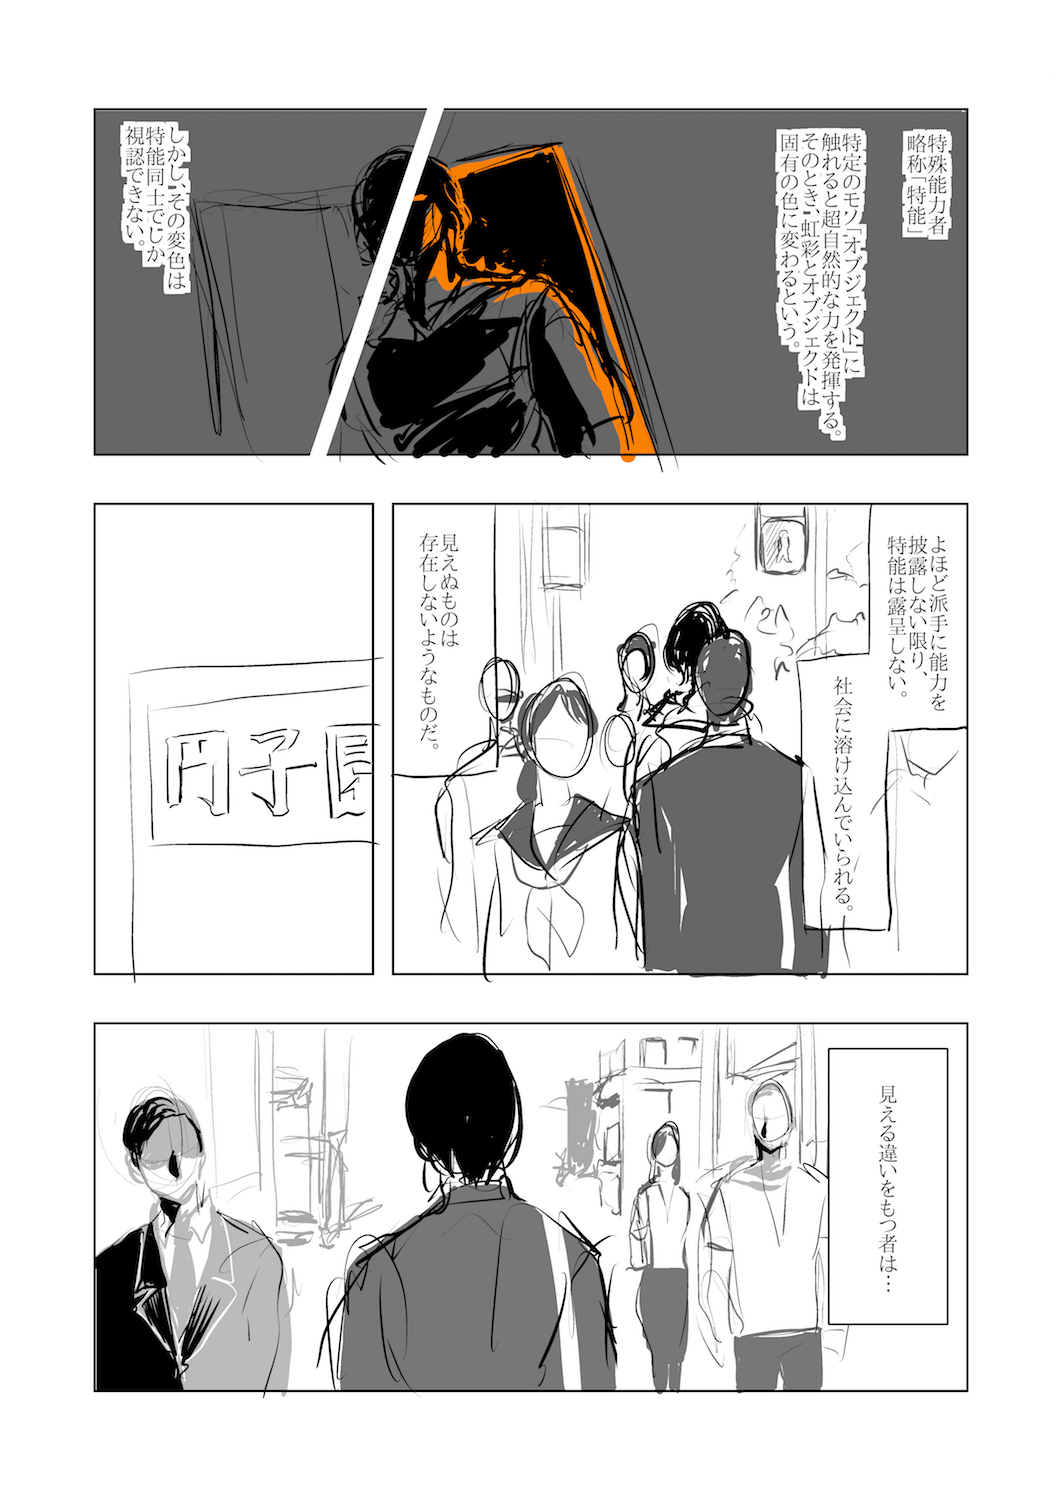 特殊能力者
略称「特能」
特定のモノ「オブジェクト」に
触れると超自然的な力を発揮する。
そのとき、虹彩とオブジェクトは
固有の色に変わるという。
しかし、その変色は
特能同士でしか
視認できない。
よほど派手に能力を
披露しない限り、
特能は露呈しない。
社会に溶け込んでいられる。
見えぬものは
存在しないようなものだ。
円子
見える違いをもつ者は…